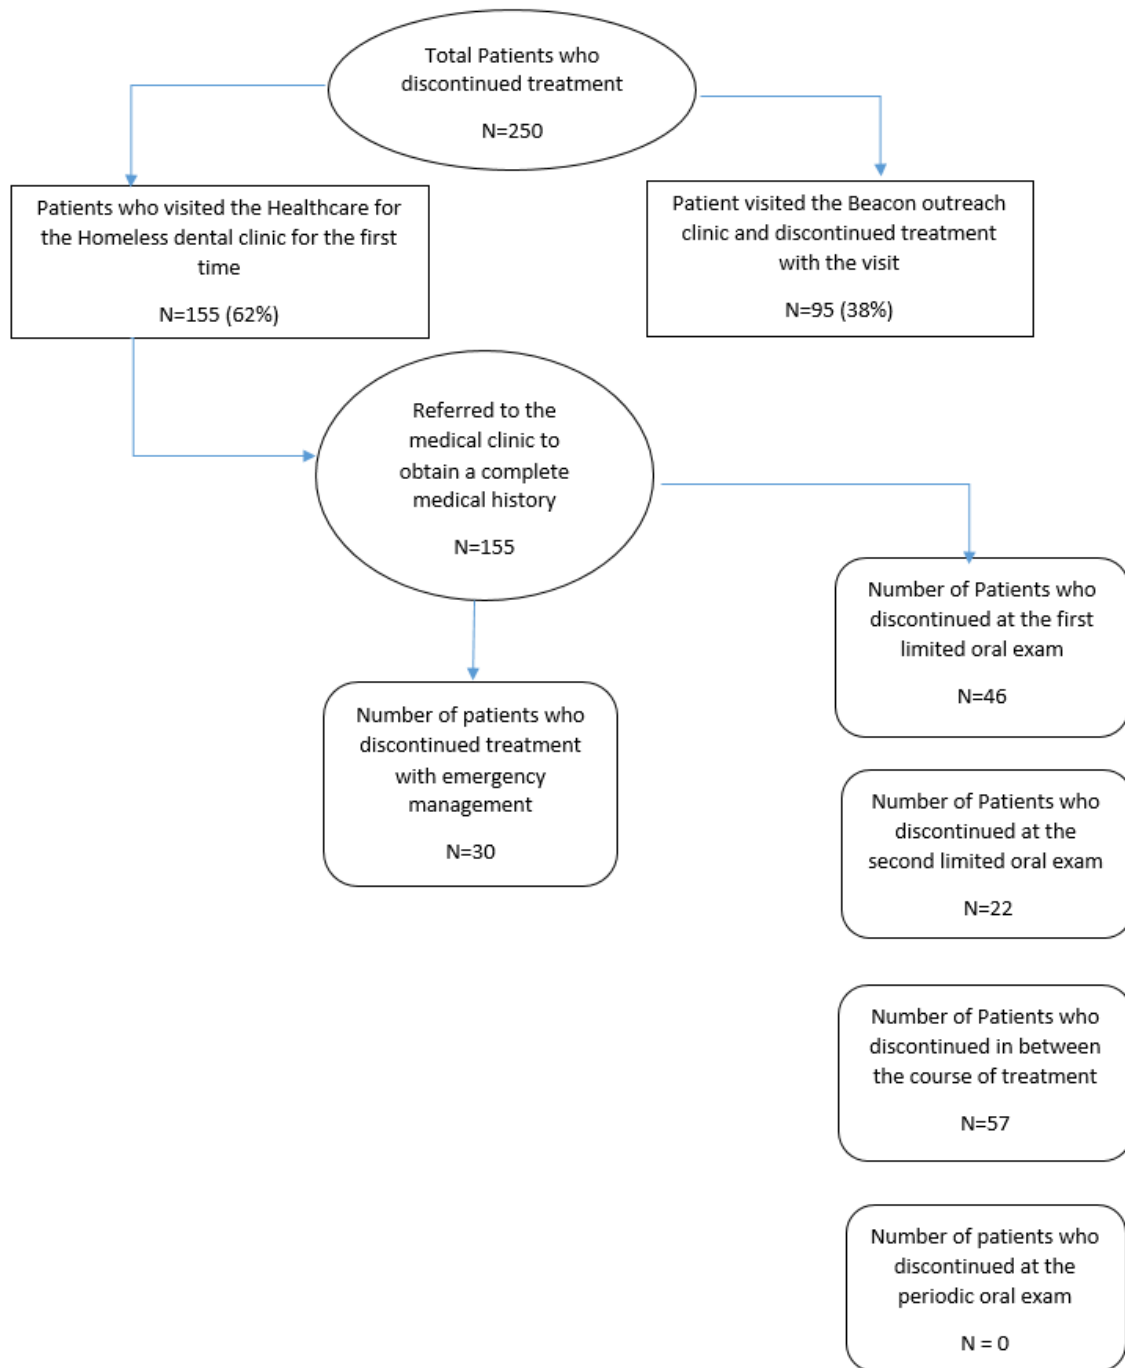 Total Patients who
discontinued treatment
N=250
Patients who visited the Healthcare for
the Homeless dental clinic for the first
time
N=155 (62%)
Patient visited the Beacon outreach
clinic and discontinued treatment
with the visit
N=95 (38%)
Referred to the
medical clinic to
obtain a complete
medical history
N=155
Number of patients who
discontinued treatment
with emergency
management
N=30
Number of Patients who
discontinued at the first
limited oral exam
N=46
Number of Patients who
discontinued at the
second limited oral exam
N=22
Number of Patients who
discontinued in between
the course of treatment
N=57
Number of patients who
discontinued at the
periodic oral exam
N = 0